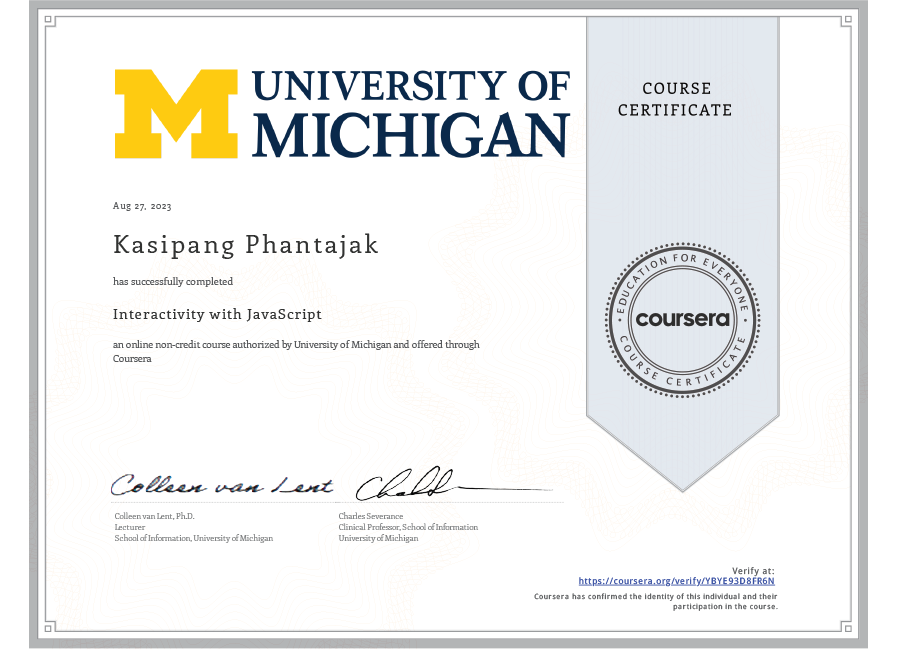 UNIVERSITY OF
MICHIGAN
COURSE
CERTIFICATE
Aug 27, 2023
Kasipang Phantajak
has successfully completed
Interactivity with JavaScript
an online non-credit course authorized by University of Michigan and offered through
Coursera
EDUCATION FOR EVERYONE
coursera
COURSE CERTIFICATE
Colleen van Lent
Colleen van Lent, Ph.D.
Lecturer
School of Information, University of Michigan
Charles Severance
Clinical Professor, School of Information
University of Michigan
Verify at:
https://coursera.org/verify/YBYE93D8FR6N
Coursera has confirmed the identity of this individual and their
participation in the course.